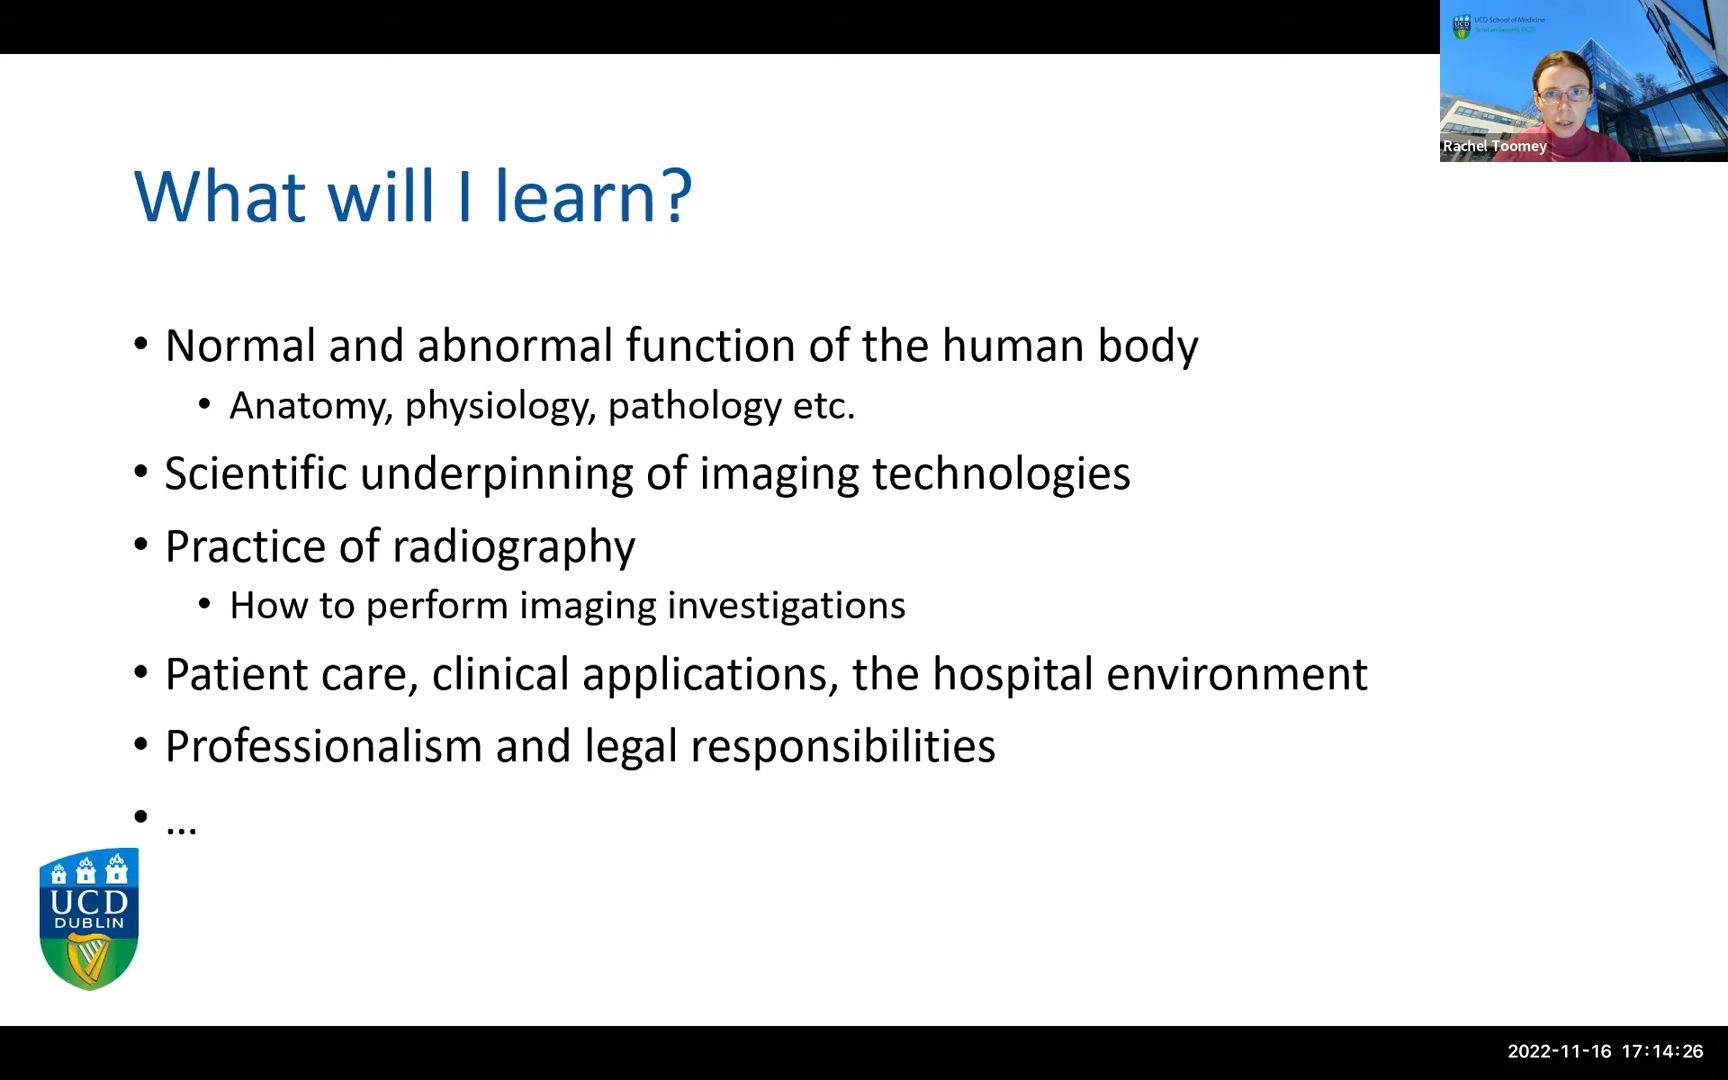 UCD School of Medicine
Rachel Toomey
What will I learn?
• Normal and abnormal function of the human body
• Anatomy, physiology, pathology etc.
• Scientific underpinning of imaging technologies
• Practice of radiography
• How to perform imaging investigations
• Patient care, clinical applications, the hospital environment
• Professionalism and legal responsibilities
• ...
UCD
DUBLIN
2022-11-16 17:14:26